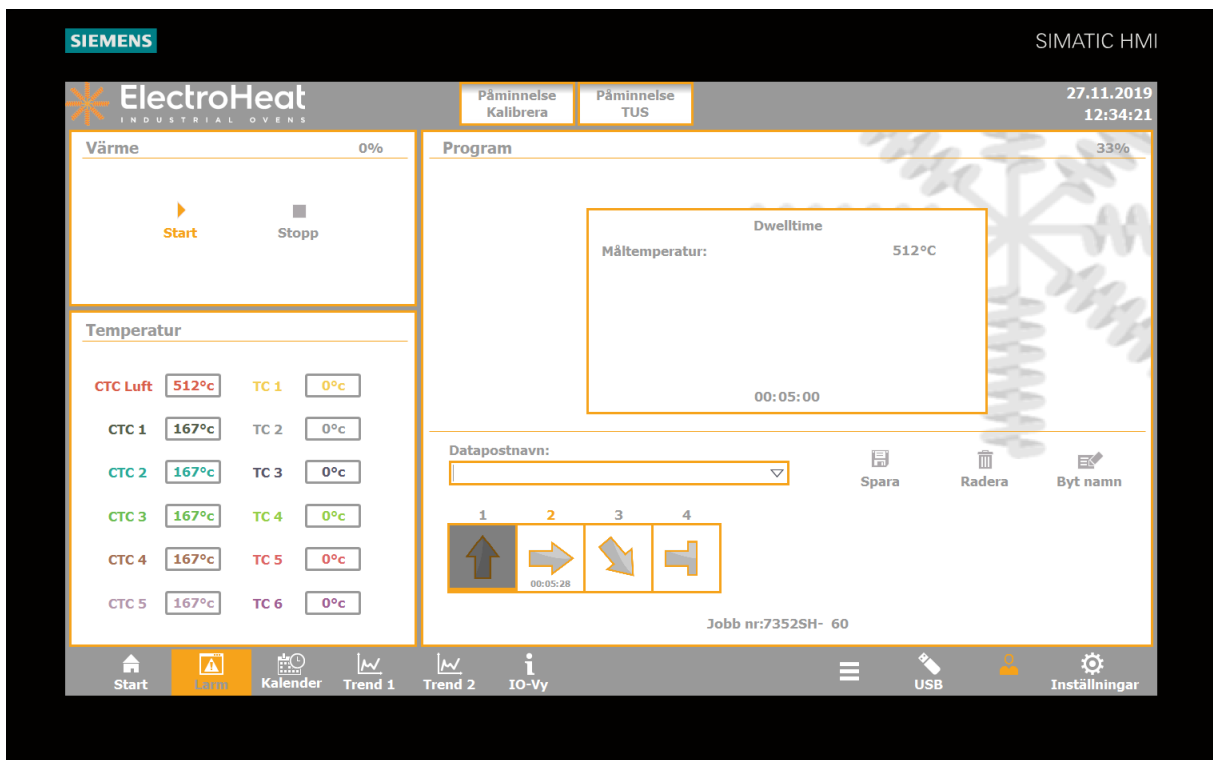 SIEMENS
SIMATIC HMI
ElectroHeat
INDUSTRIAL OVENS
Påminnelse
Kalibrera
Påminnelse
TUS
27.11.2019
12:34:21
Värme 0%
Start Stopp
Program 33%
Dwelltime
Måltemperatur: 512°C
00:05:00
Temperatur
CTC Luft 512°c TC 1 0°c
CTC 1 167°c TC 2 0°c
CTC 2 167°c TC 3 0°c
CTC 3 167°c TC 4 0°c
CTC 4 167°c TC 5 0°c
CTC 5 167°c TC 6 0°c
Datapostnavn:
Spara Radera Byt namn
1 2 3 4
00:05:28
Jobb nr:7352SH- 60
Start Larm Kalender Trend 1 Trend 2 IO-Vy USB Inställningar